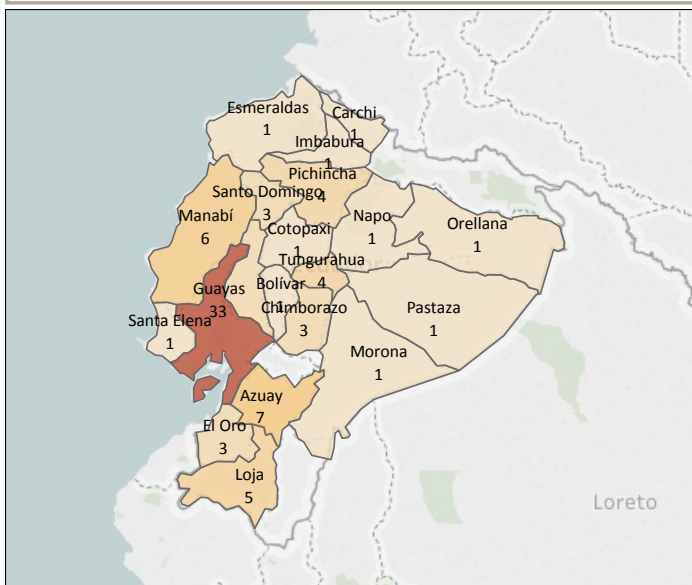 Esmeraldas
1
Carchi
1
Imbabura
1
Pichincha
4
Santo Domingo
3
Manabí
6
Cotopaxi
1
Napo
1
Orellana
1
Tungurahua
4
Guayas
33
Bolívar
1
Chimborazo
3
Pastaza
1
Santa Elena
1
Morona
1
Azuay
7
El Oro
3
Loja
5
Loreto